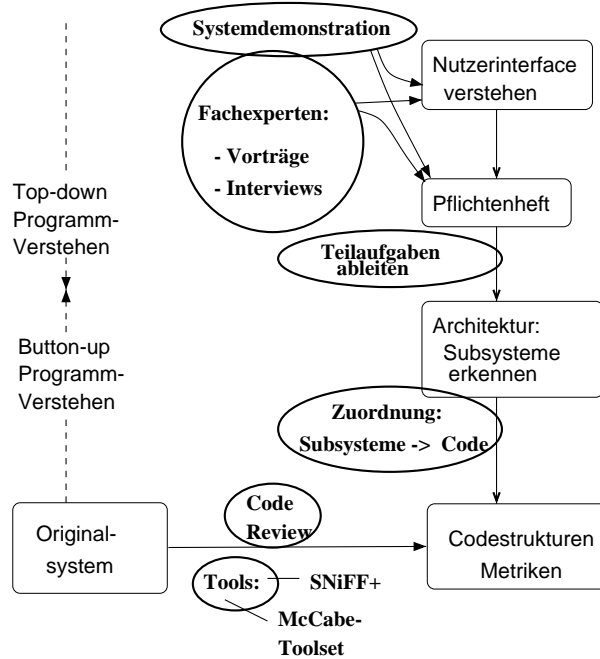 Systemdemonstration
Nutzerinterface
verstehen
Fachexperten:
- Vorträge
- Interviews
Top-down
Programm-
Verstehen
Pflichtenheft
Teilaufgaben
ableiten
Button-up
Programm-
Verstehen
Architektur:
Subsysteme
erkennen
Zuordnung:
Subsysteme -> Code
Code
Review
Original-
system
Codestrukturen
Metriken
Tools:
SNiFF+
McCabe-
Toolset